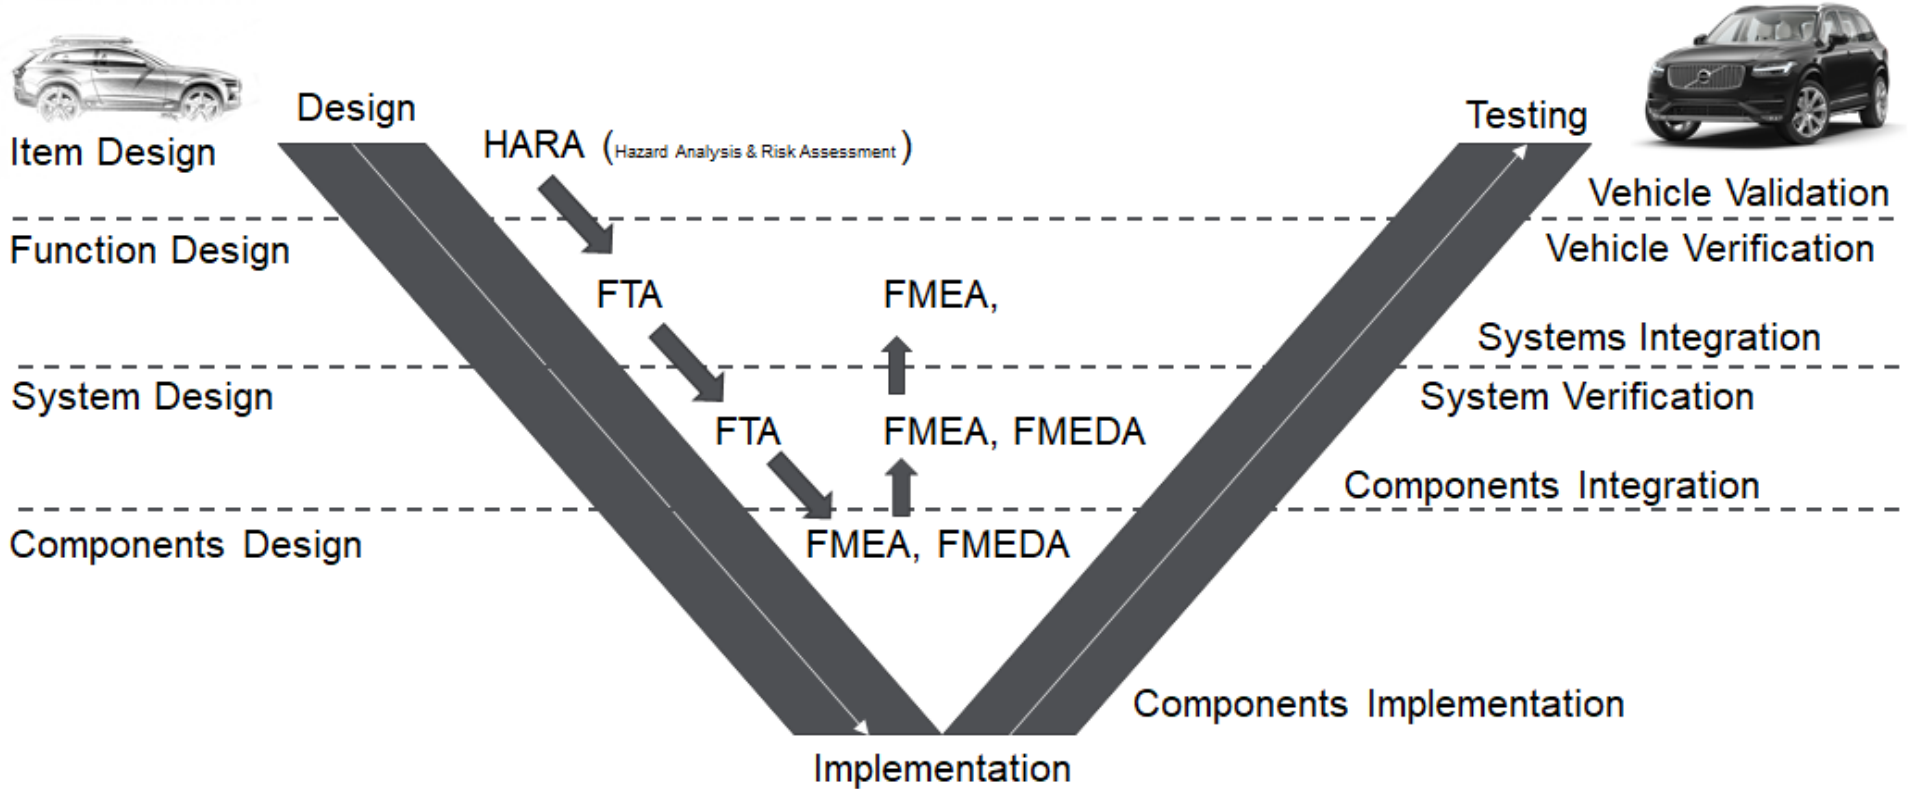 Design
Testing
Item Design
HARA (Hazard Analysis & Risk Assessment)
Vehicle Validation
Function Design
Vehicle Verification
FTA
FMEA,
Systems Integration
System Design
System Verification
FTA
FMEA, FMEDA
Components Integration
Components Design
FMEA, FMEDA
Components Implementation
Implementation